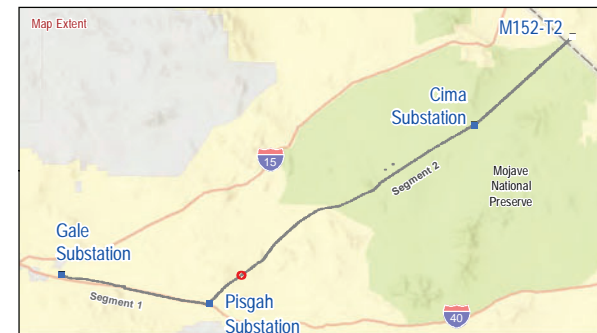 Map Extent
M152-T2
Cima
Substation
15
Segment 2
Mojave
National
Preserve
Gale
Substation
Segment 1
Pisgah
Substation
40